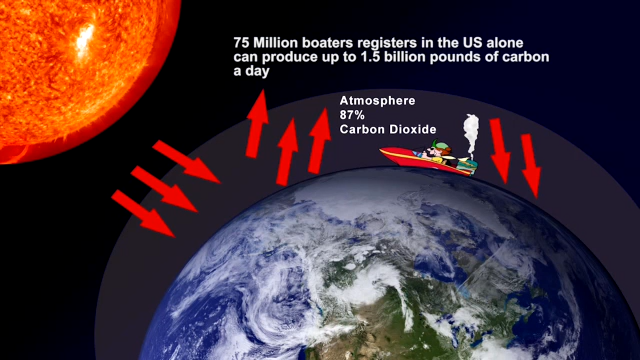 75 Million boaters registers in the US alone
can produce up to 1.5 billion pounds of carbon
a day
Atmosphere
87%
Carbon Dioxide